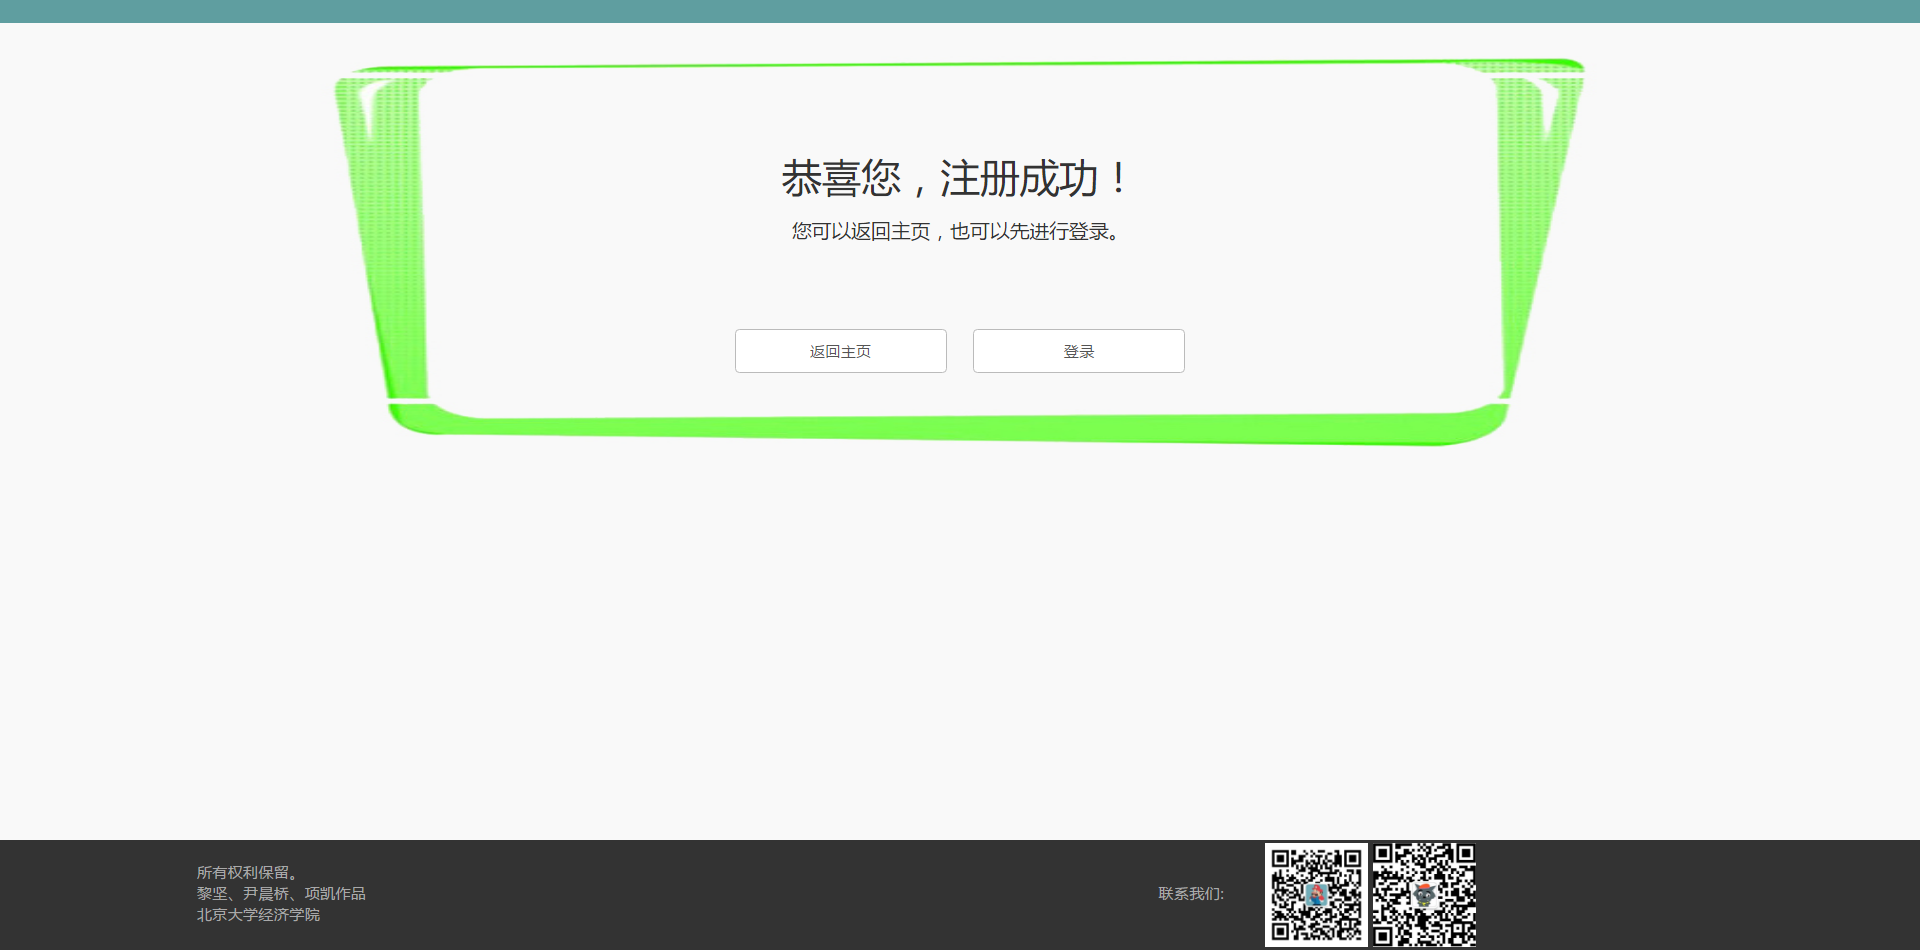 恭喜您，注册成功！
您可以返回主页，也可以先进行登录。
返回主页
登录
所有权利保留。
黎坚、尹晨桥、项凯作品
北京大学经济学院
联系我们: